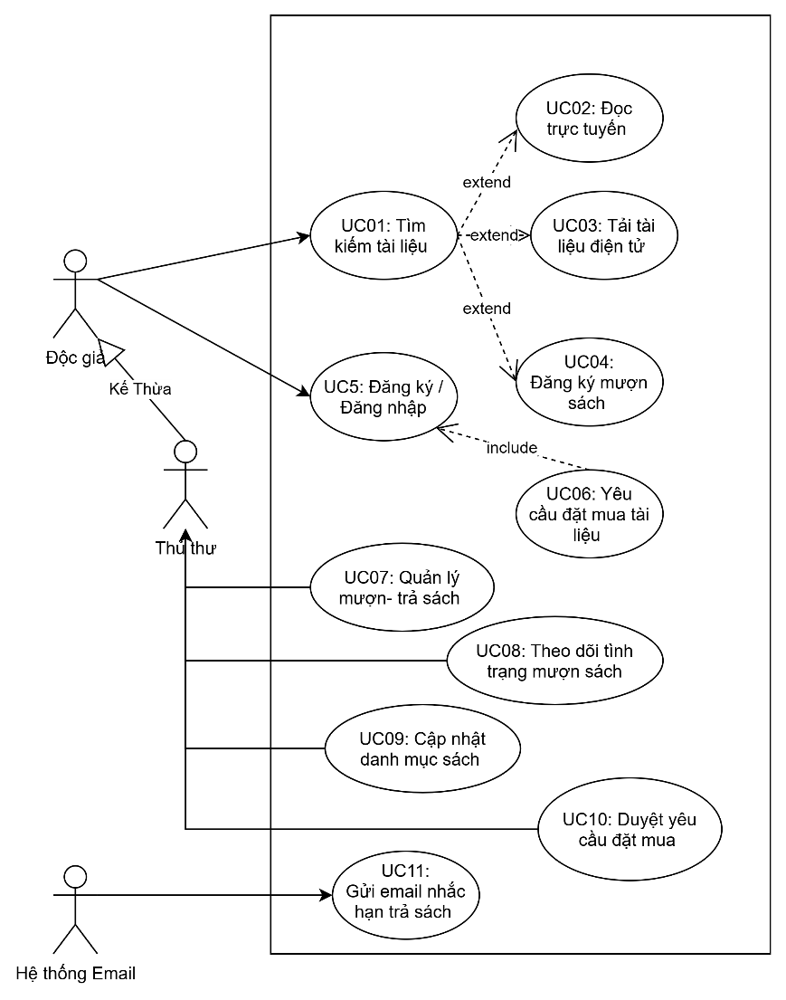 UC02: Đọc
trực tuyến
extend
UC01: Tìm
kiếm tài liệu
extend
UC03: Tải tài
liệu điện tử
extend
Độc giả
Kế Thừa
UC04:
Đăng ký mượn
sách
UC5: Đăng ký /
Đăng nhập
include
UC06: Yêu
cầu đặt mua tài
liệu
Thủ thư
UC07: Quản lý
mượn- trả sách
UC08: Theo dõi tình
trạng mượn sách
UC09: Cập nhật
danh mục sách
UC10: Duyệt yêu
cầu đặt mua
UC11:
Gửi email nhắc
hạn trả sách
Hệ thống Email